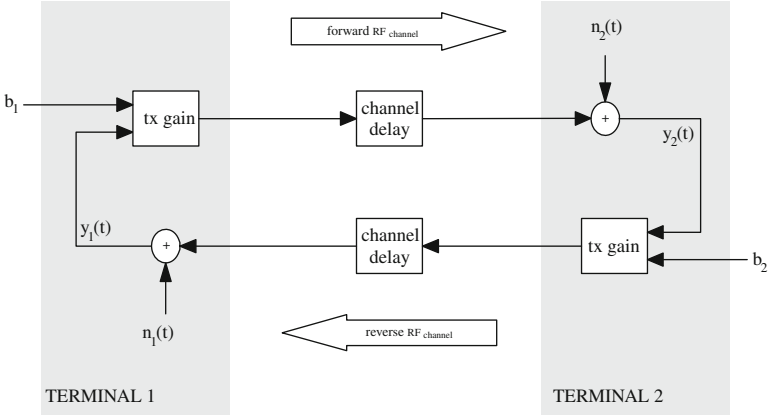 forward RF channel
n2(t)
b1
tx gain
channel
delay
+
y2(t)
y1(t)
+
channel
delay
tx gain
b2
n1(t)
reverse RF channel
TERMINAL 1
TERMINAL 2